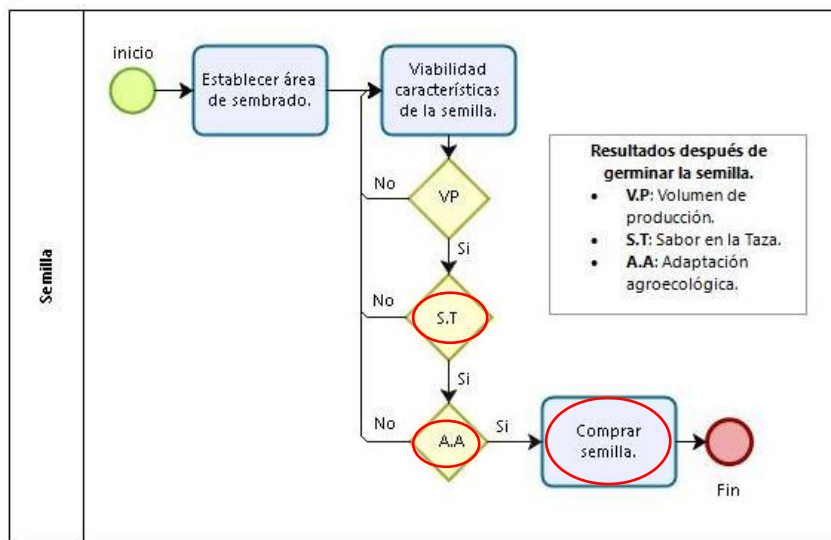 Semilla
inicio
Establecer área
de sembrado.
Viabilidad
características
de la semilla.
No
VP
Si
No
S.T
Si
No
A.A
Si
Comprar
semilla.
Fin
Resultados después de
germinar la semilla.
• V.P: Volumen de
producción.
• S.T: Sabor en la Taza.
• A.A: Adaptación
agroecológica.